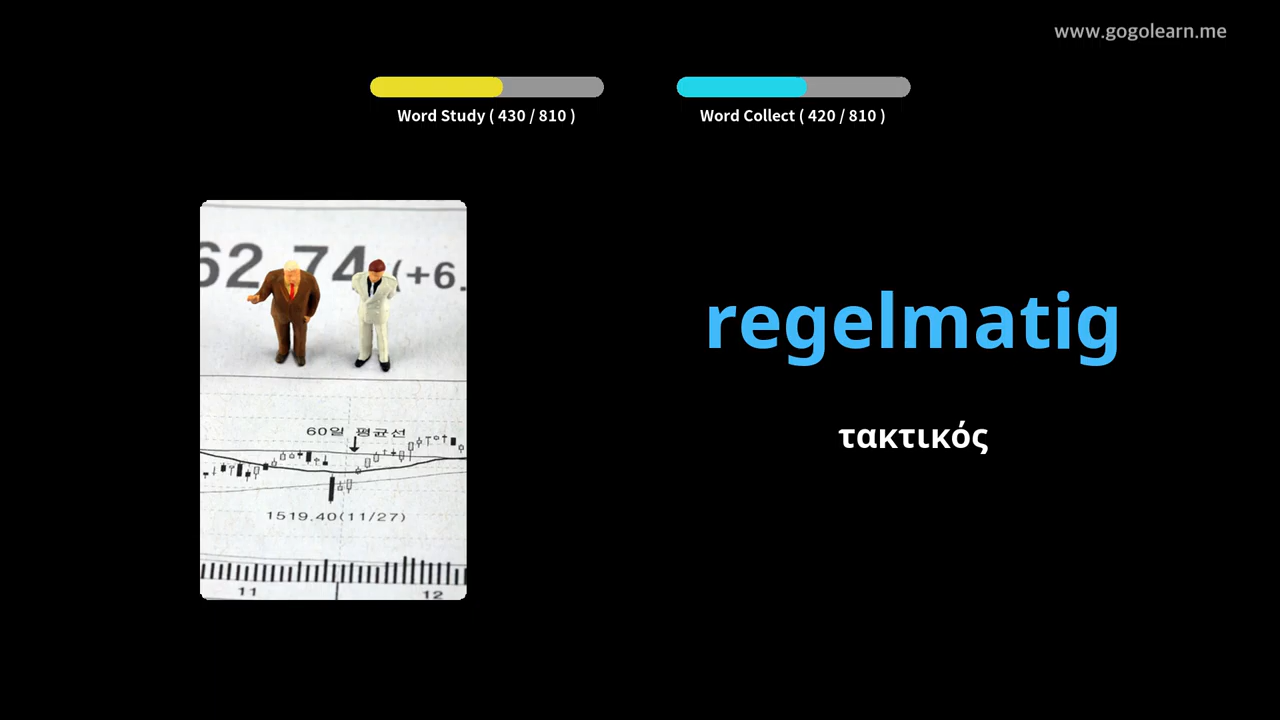 www.gogolearn.me
Word Study ( 430 / 810 )
Word Collect ( 420 / 810 )
62.74 (+6.
60일 평균선
1519.40(11/27)
11
12
regelmatig
τακτικός